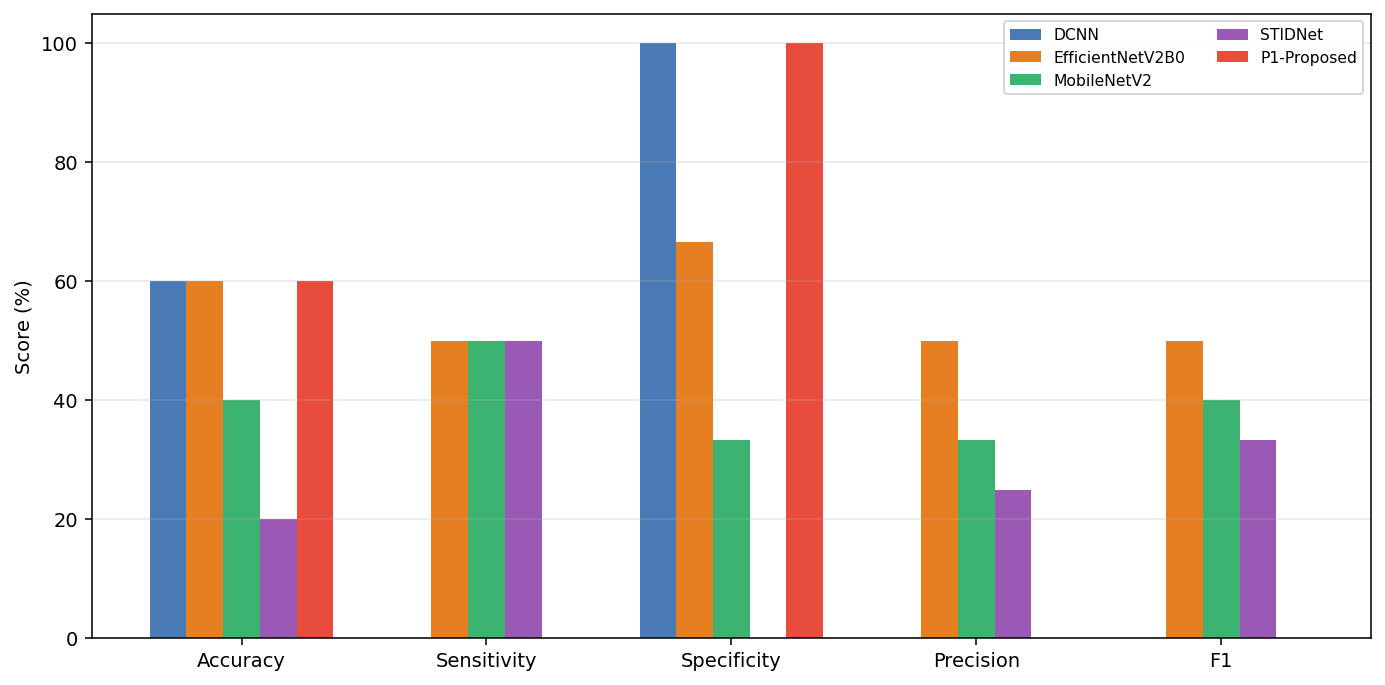 DCNN
EfficientNetV2B0
MobileNetV2
STIDNet
P1-Proposed
Score (%)
100
80
60
40
20
0
Accuracy Sensitivity Specificity Precision F1